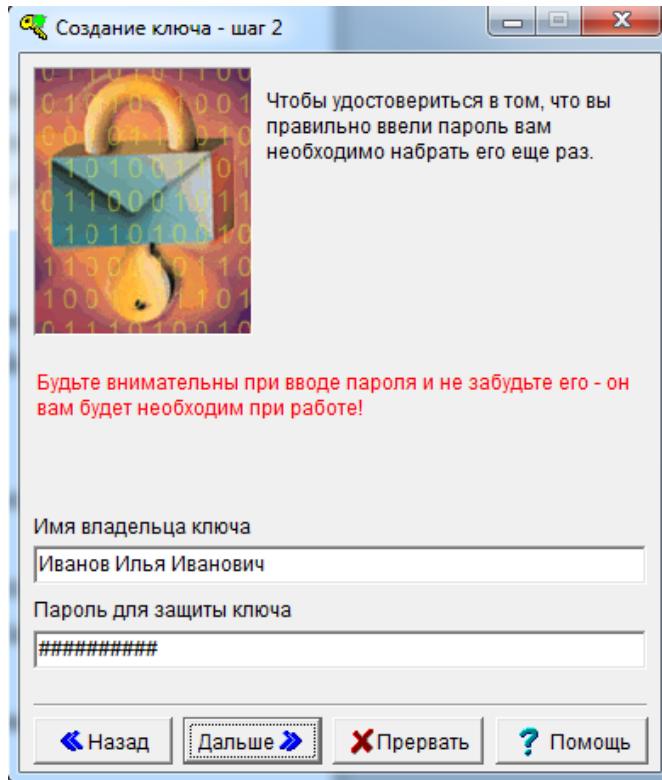 Создание ключа - шаг 2
Чтобы удостовериться в том, что вы
правильно ввели пароль вам
необходимо набрать его еще раз.
Будьте внимательны при вводе пароля и не забудьте его - он
вам будет необходим при работе!
Имя владельца ключа
Иванов Илья Иванович
Пароль для защиты ключа
##########
Назад Дальше Прервать ? Помощь